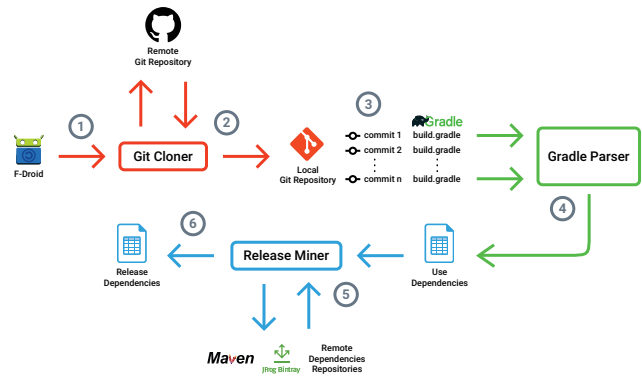 Remote
Git Repository
1
2
3
F-Droid
Git Cloner
Local
Git Repository
Gradle
commit 1 build.gradle
commit 2 build.gradle
commit n build.gradle
Gradle Parser
4
6
Release
Dependencies
Release Miner
Use
Dependencies
5
Maven
JFrog Bintray
Remote
Dependencies
Repositories